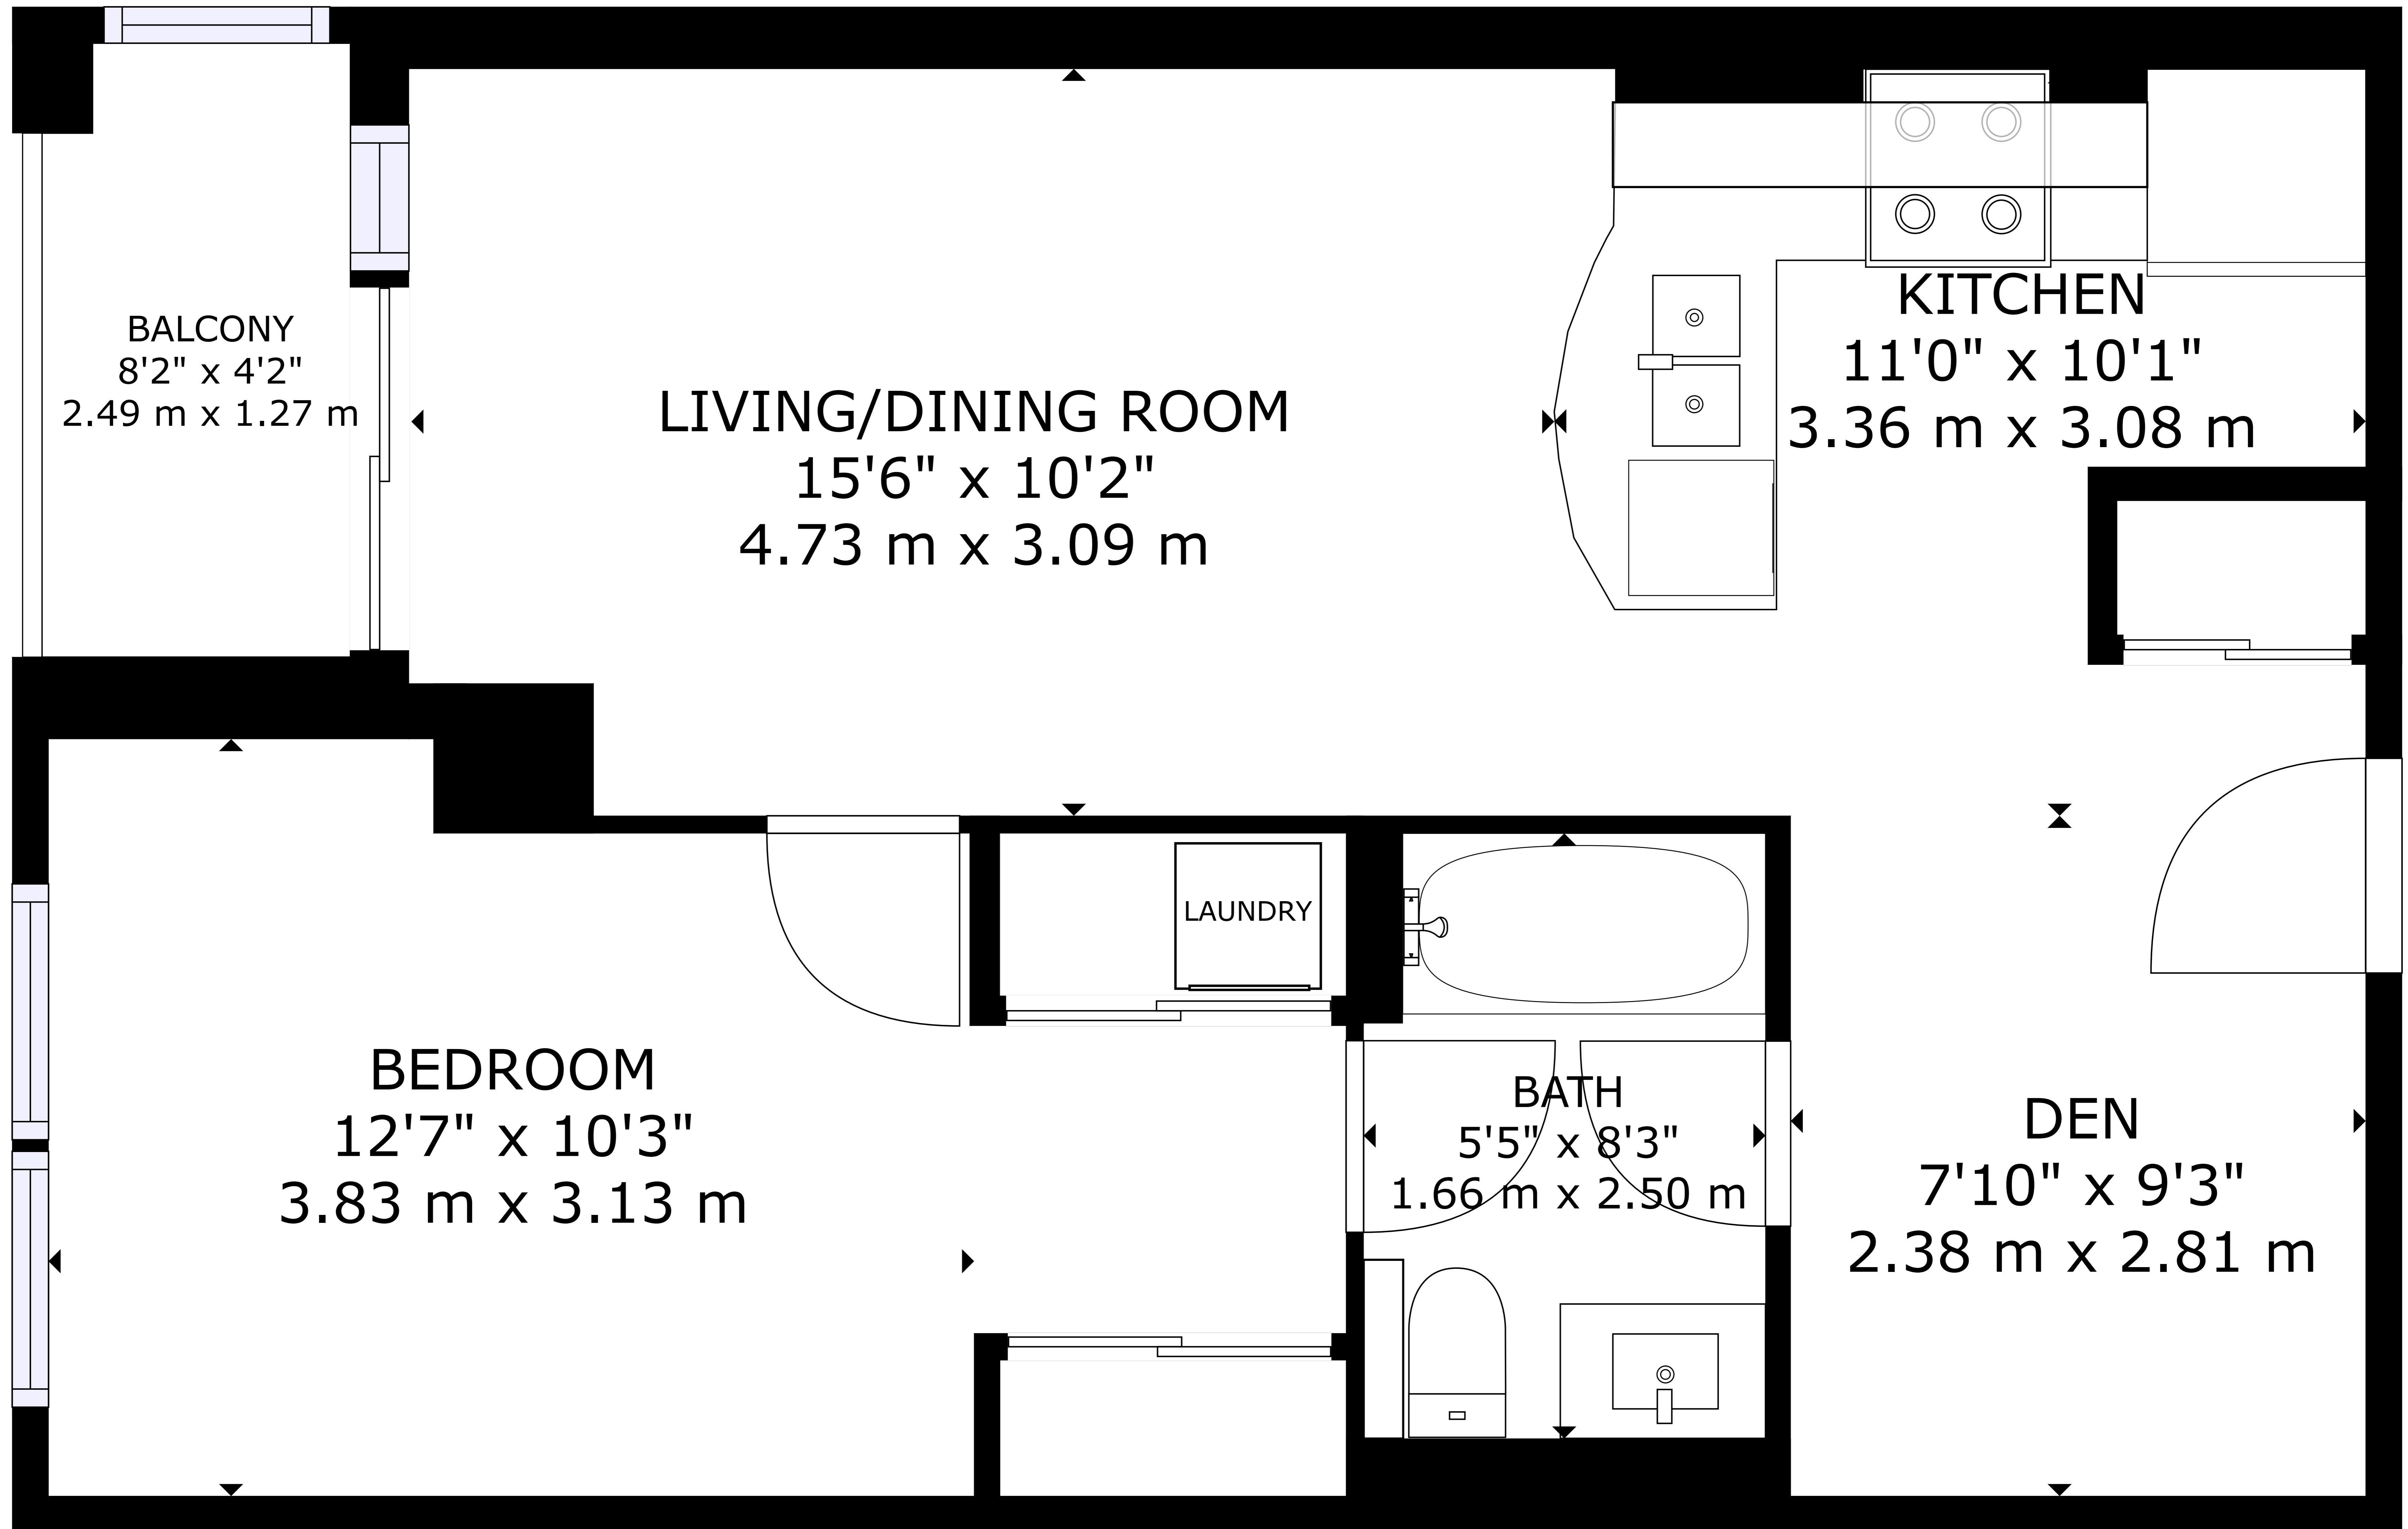 BALCONY
8'2" x 4'2"
2.49 m x 1.27 m
LIVING/DINING ROOM
15'6" x 10'2"
4.73 m x 3.09 m
KITCHEN
11'0" x 10'1"
3.36 m x 3.08 m
LAUNDRY
BEDROOM
12'7" x 10'3"
3.83 m x 3.13 m
BATH
5'5" x 8'3"
1.66 m x 2.50 m
DEN
7'10" x 9'3"
2.38 m x 2.81 m